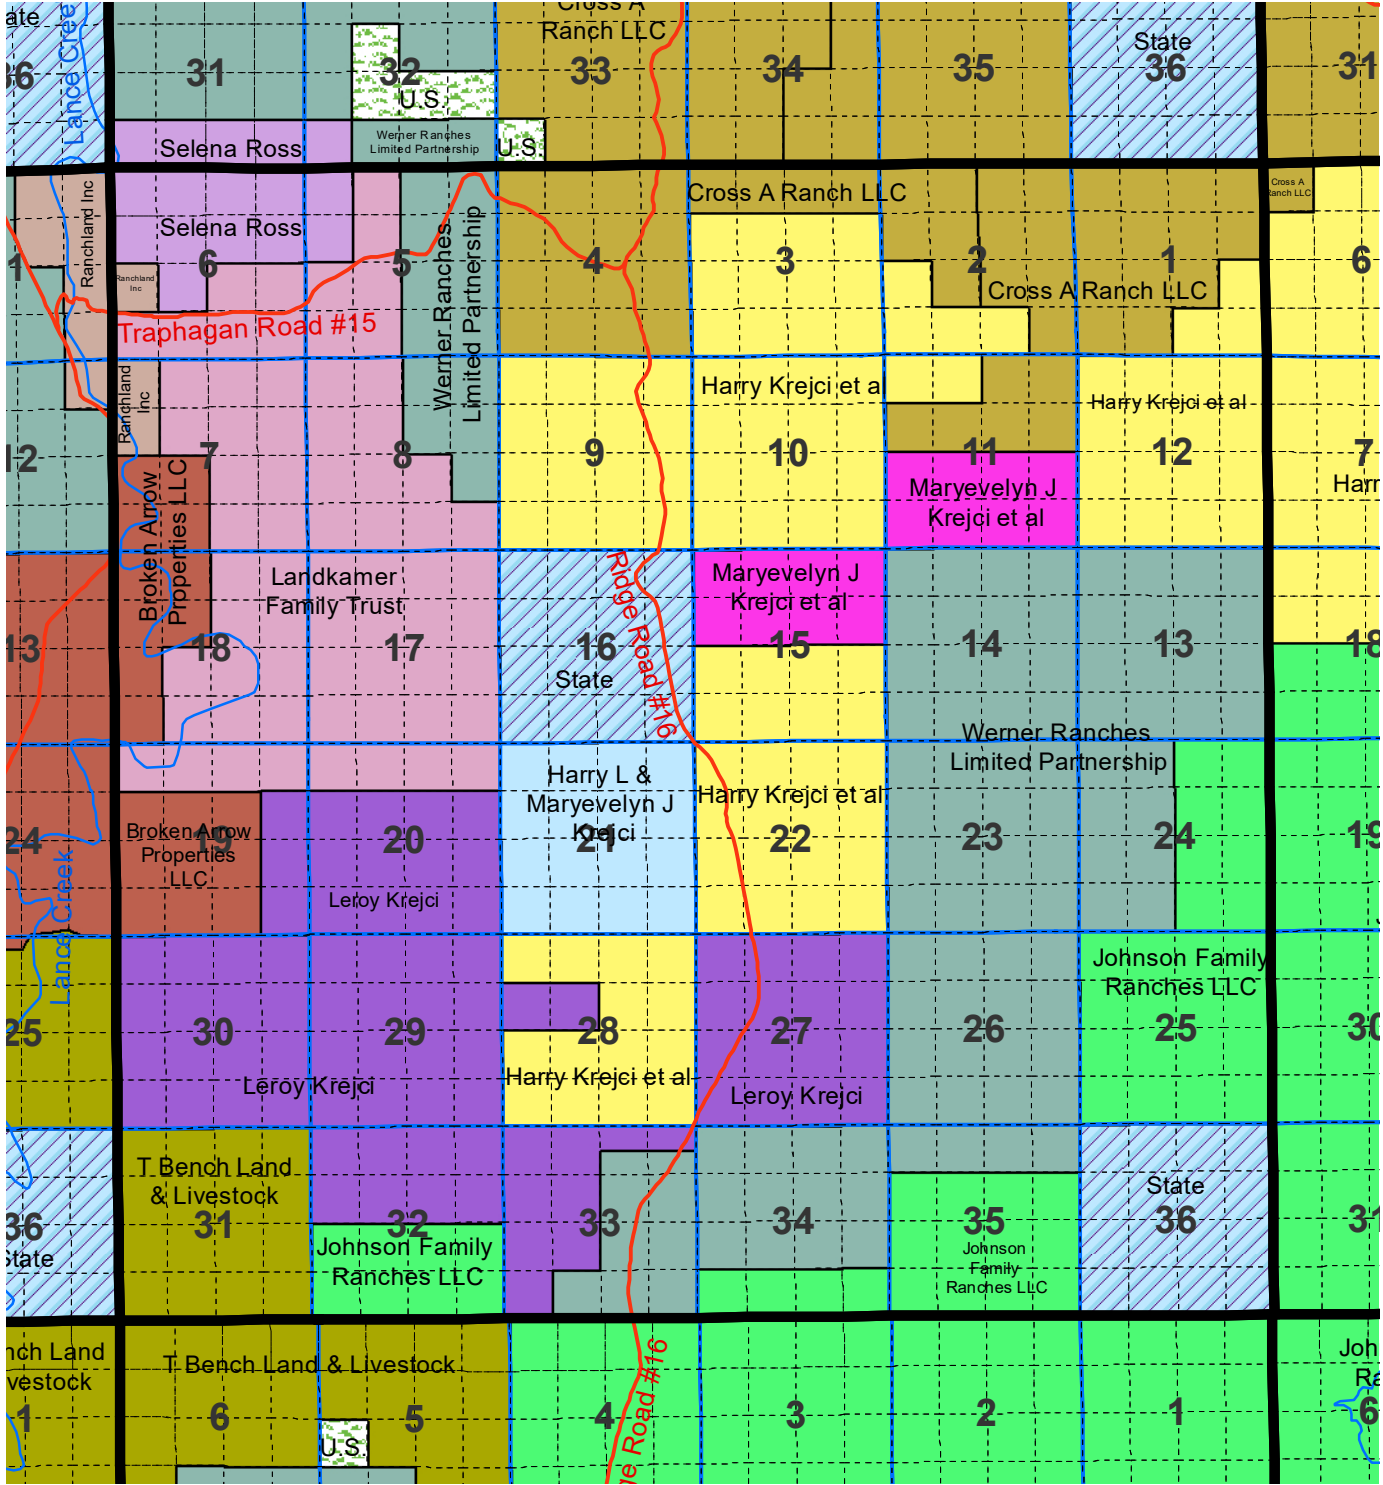 ate
Lance Cree
Cross A
Ranch LLC
State
36
31
32
33
34
35
36
31
U.S.
Selena Ross
Werner Ranches
Limited Partnership
U.S.
Ranchland Inc
Selena Ross
Cross A Ranch LLC
Cross A
Ranch LLC
1
6
5
4
3
2
1
6
Ranchland
Inc
Cross A Ranch LLC
Werner Ranches
Limited Partnership
Traphagan Road #15
Ranchland
Inc
Harry Krejci et al
Harry Krejci et al
12
7
8
9
10
11
12
7
Harr
Maryevelyn J
Krejci et al
Broken Arrow
Properties LLC
Landkamer
Family Trust
Ridge Road #16
Maryevelyn J
Krejci et al
13
18
17
16
15
14
13
18
State
Werner Ranches
Limited Partnership
Harry L &
Maryevelyn J
Krejci
Harry Krejci et al
24
19
20
21
22
23
24
19
Broken Arrow
Properties
LLC
Leroy Krejci
Lance Creek
Johnson Family
Ranches LLC
25
30
29
28
27
26
25
30
Leroy Krejci
Harry Krejci et al
Leroy Krejci
T Bench Land
& Livestock
State
36
31
32
33
34
35
36
31
State
Johnson Family
Ranches LLC
Johnson
Family
Ranches LLC
nch Land
vestock
T Bench Land & Livestock
ge Road #16
Joh
Ra
1
6
5
4
3
2
1
6
U.S.